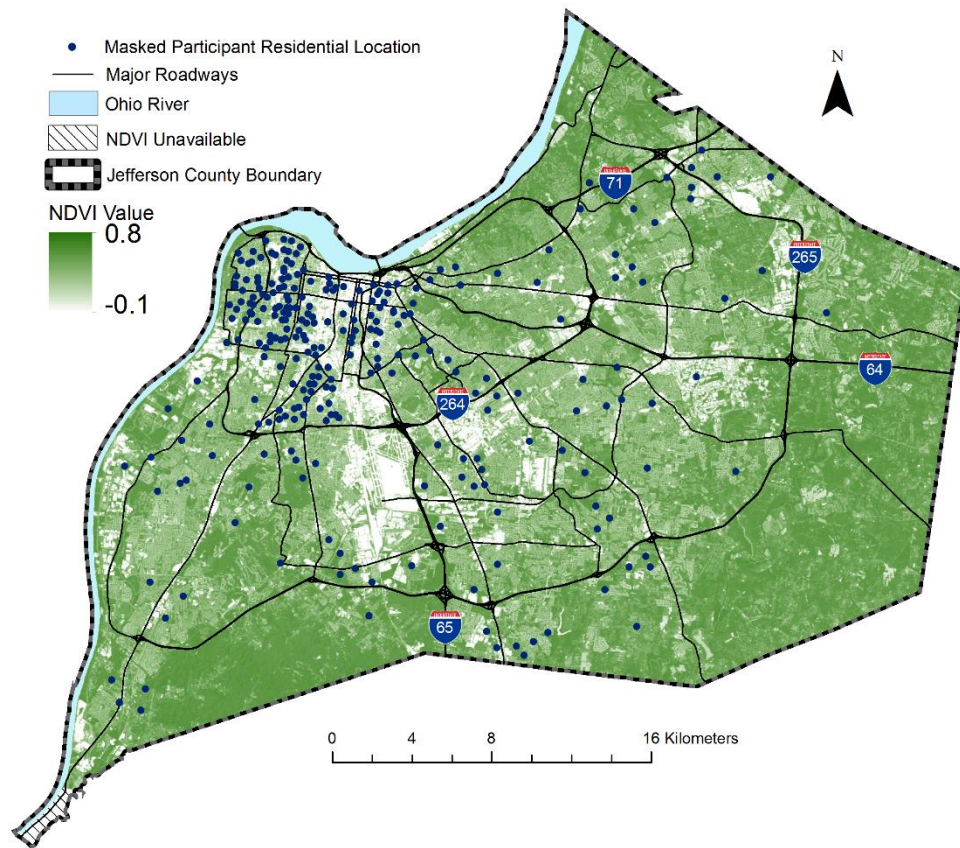 Masked Participant Residential Location
Major Roadways
Ohio River
NDVI Unavailable
Jefferson County Boundary
NDVI Value
0.8
-0.1
N
71
265
64
264
65
0 4 8 16 Kilometers